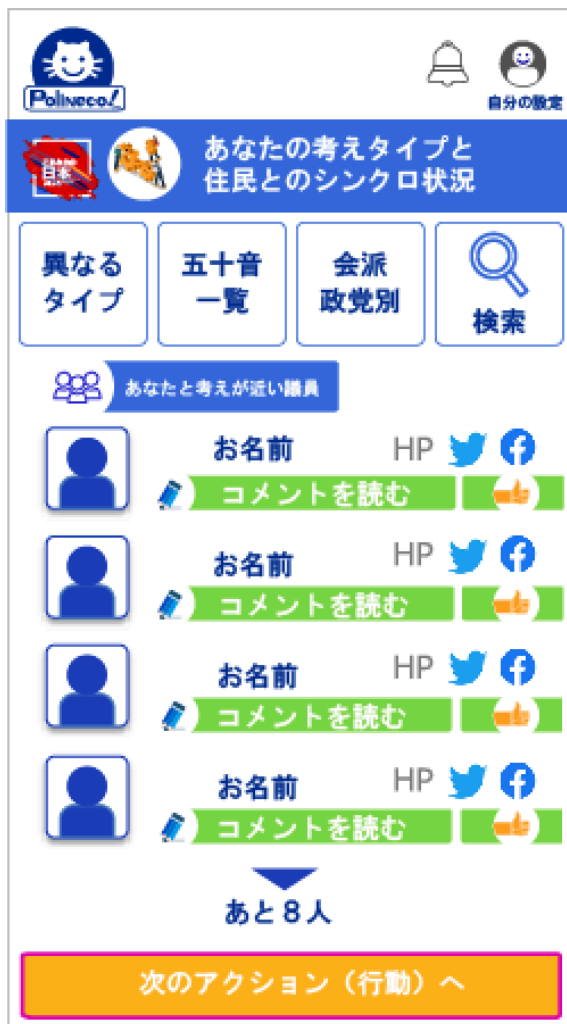 Polineco!
自分の設定
日本
あなたの考えタイプと
住民とのシンクロ状況
異なる
タイプ
五十音
一覧
会派
政党別
検索
あなたと考えが近い議員
お名前
HP
コメントを読む
お名前
HP
コメントを読む
お名前
HP
コメントを読む
お名前
HP
コメントを読む
あと8人
次のアクション（行動）へ